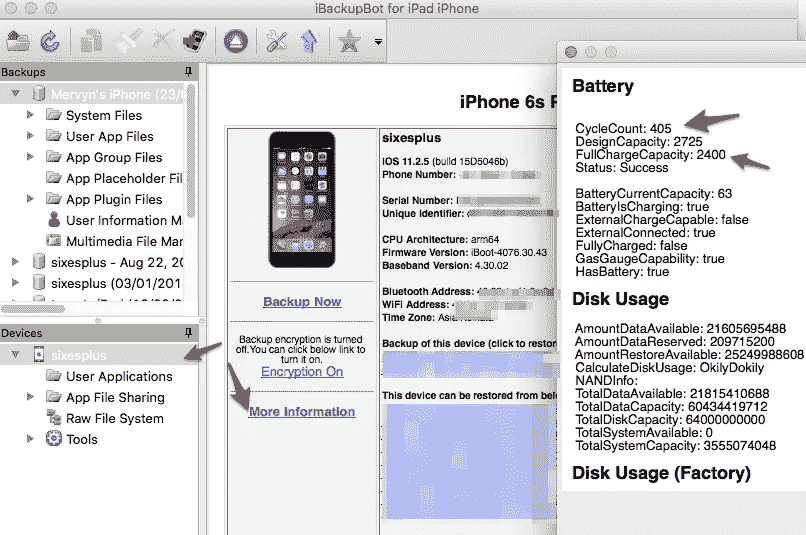 iBackupBot for iPad iPhone
Backups
Mervyn's iPhone (23/0
System Files
User App Files
App Group Files
App Placeholder Fil
App Plugin Files
User Information M
Multimedia File Mar
sixesplus - Aug 22, 20
sixesplus (03/01/201
Devices
sixesplus
User Applications
App File Sharing
Raw File System
Tools
iPhone 6s P
Backup Now
Backup encryption is turned
off.You can click below link to
turn it on.
Encryption On
More Information
sixesplus
IOS 11.2.5 (build 15D5046b)
Phone Number:
Serial Number
Unique Identifier:
CPU Architecture: arm64
Firmware Version: iBoot-4076.30.43
Baseband Version: 4.30.02
Bluetooth Address:
WiFi Address:
Time Zone: Asia
Backup of this device (click to restor
This device can be restored from belo
Battery
CycleCount: 405
DesignCapacity: 2725
FullChargeCapacity: 2400
Status: Success
BatteryCurrentCapacity: 63
BatteryIsCharging: true
ExternalChargeCapable: false
ExternalConnected: true
FullyCharged: false
GasGaugeCapability: true
HasBattery: true
Disk Usage
AmountDataAvailable: 21605695488
AmountDataReserved: 209715200
AmountRestoreAvailable: 25249988608
CalculateDiskUsage: OkilyDokily
NANDInfo:
TotalDataAvailable: 21815410688
TotalDataCapacity: 60434419712
TotalDiskCapacity: 64000000000
TotalSystemAvailable: 0
TotalSystemCapacity: 3555074048
Disk Usage (Factory)